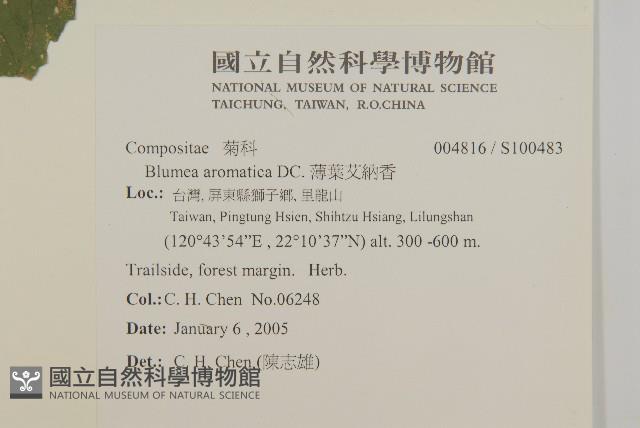 國立自然科學博物館
NATIONAL MUSEUM OF NATURAL SCIENCE
TAICHUNG, TAIWAN, R.O.CHINA
Compositae 菊科 004816 / S100483
Blumea aromatica DC. 薄葉艾納香
Loc.: 台灣, 屏東縣獅子鄉, 里龍山
Taiwan, Pingtung Hsien, Shihtzu Hsiang, Lilungshan
(120°43'54”E , 22°10'37”N) alt. 300 -600 m.
Trailside, forest margin. Herb.
Col.: C. H. Chen No.06248
Date: January 6 , 2005
Det.: C. H. Chen (陳志雄)
國立自然科學博物館
NATIONAL MUSEUM OF NATURAL SCIENCE